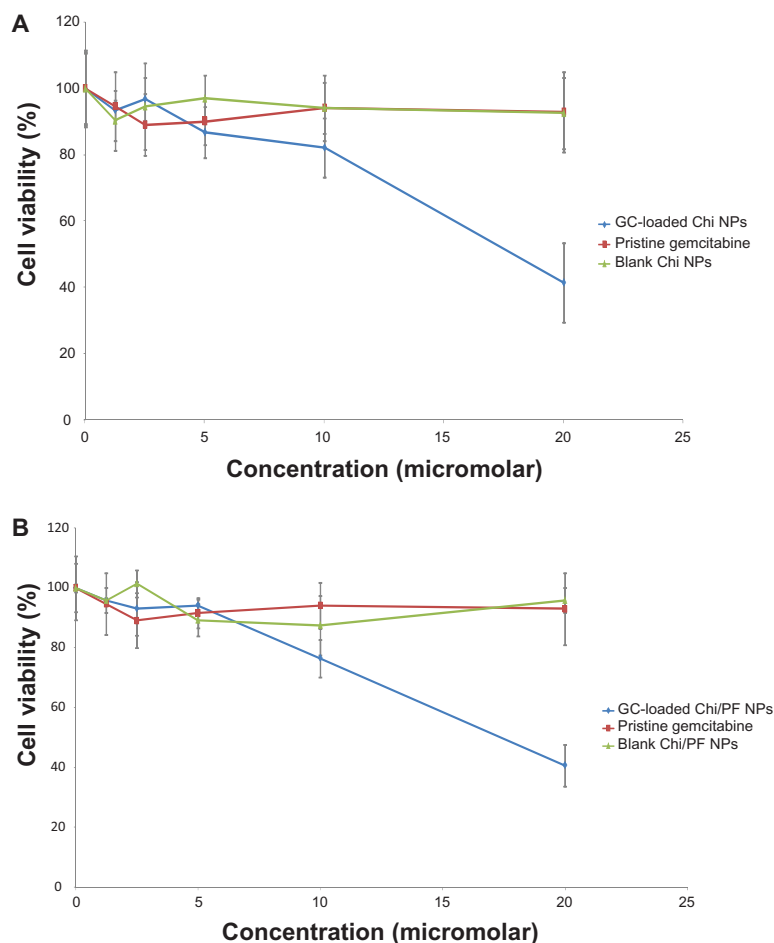 A
120
100
80
60
40
20
0
Cell viability (%)
0 5 10 15 20 25
Concentration (micromolar)
GC-loaded Chi NPs
Pristine gemcitabine
Blank Chi NPs
B
120
100
80
60
40
20
0
Cell viability (%)
0 5 10 15 20 25
Concentration (micromolar)
GC-loaded Chi/PF NPs
Pristine gemcitabine
Blank Chi/PF NPs